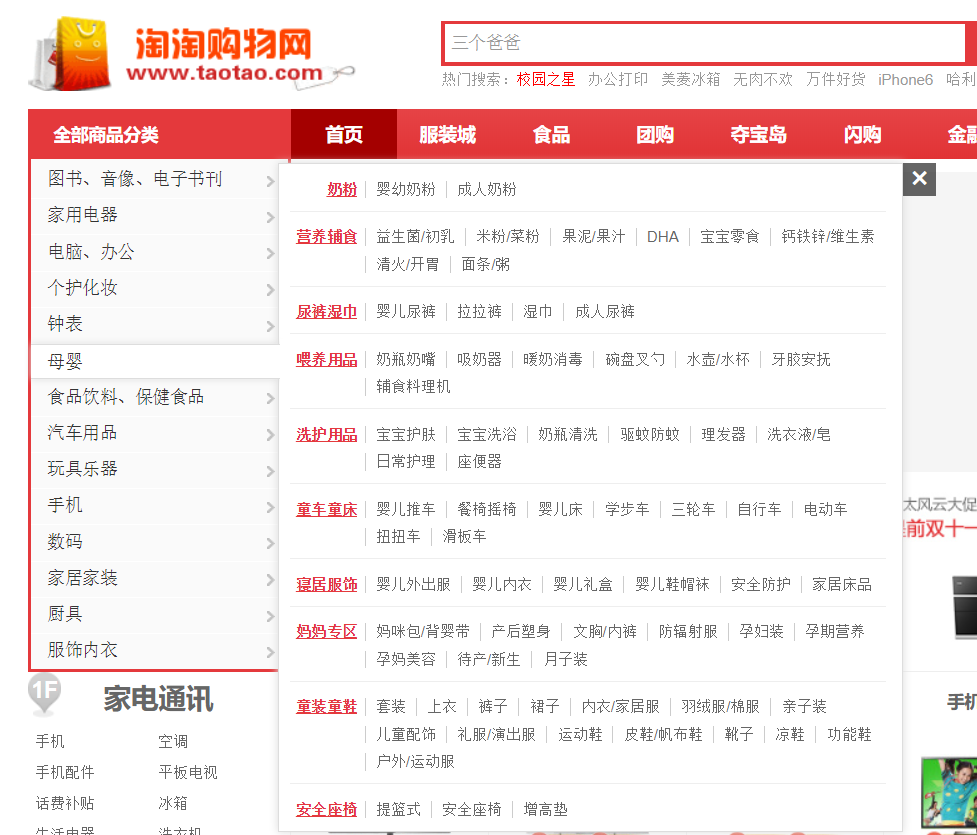 淘淘购物网
www.taotao.com
三个爸爸
热门搜索： 校园之星 办公打印 美菱冰箱 无肉不欢 万件好货 iPhone6 哈利
全部商品分类 首页 服装城 食品 团购 夺宝岛 闪购 金融
图书、音像、电子书刊
家用电器
电脑、办公
个护化妆
钟表
母婴
食品饮料、保健食品
汽车用品
玩具乐器
手机
数码
家居家装
厨具
服饰内衣
奶粉 婴幼奶粉 成人奶粉
营养辅食 益生菌/初乳 米粉/菜粉 果泥/果汁 DHA 宝宝零食 钙铁锌/维生素
清火/开胃 面条/粥
尿裤湿巾 婴儿尿裤 拉拉裤 湿巾 成人尿裤
喂养用品 奶瓶奶嘴 吸奶器 暖奶消毒 碗盘叉勺 水壶/水杯 牙胶安抚
辅食料理机
洗护用品 宝宝护肤 宝宝洗浴 奶瓶清洗 驱蚊防蚊 理发器 洗衣液/皂
日常护理 座便器
童车童床 婴儿推车 餐椅摇椅 婴儿床 学步车 三轮车 自行车 电动车
扭扭车 滑板车
寝居服饰 婴儿外出服 婴儿内衣 婴儿礼盒 婴儿鞋帽袜 安全防护 家居床品
妈妈专区 妈咪包/背婴带 产后塑身 文胸/内裤 防辐射服 孕妇装 孕期营养
孕妈美容 待产/新生 月子装
童装童鞋 套装 上衣 裤子 裙子 内衣/家居服 羽绒服/棉服 亲子装
儿童配饰 礼服/演出服 运动鞋 皮鞋/帆布鞋 靴子 凉鞋 功能鞋
户外/运动服
安全座椅 提篮式 安全座椅 增高垫
×
太风云大促
前双十一
手机
1F 家电通讯
手机 空调
手机配件 平板电视
话费补贴 冰箱
生活电器 洗衣机